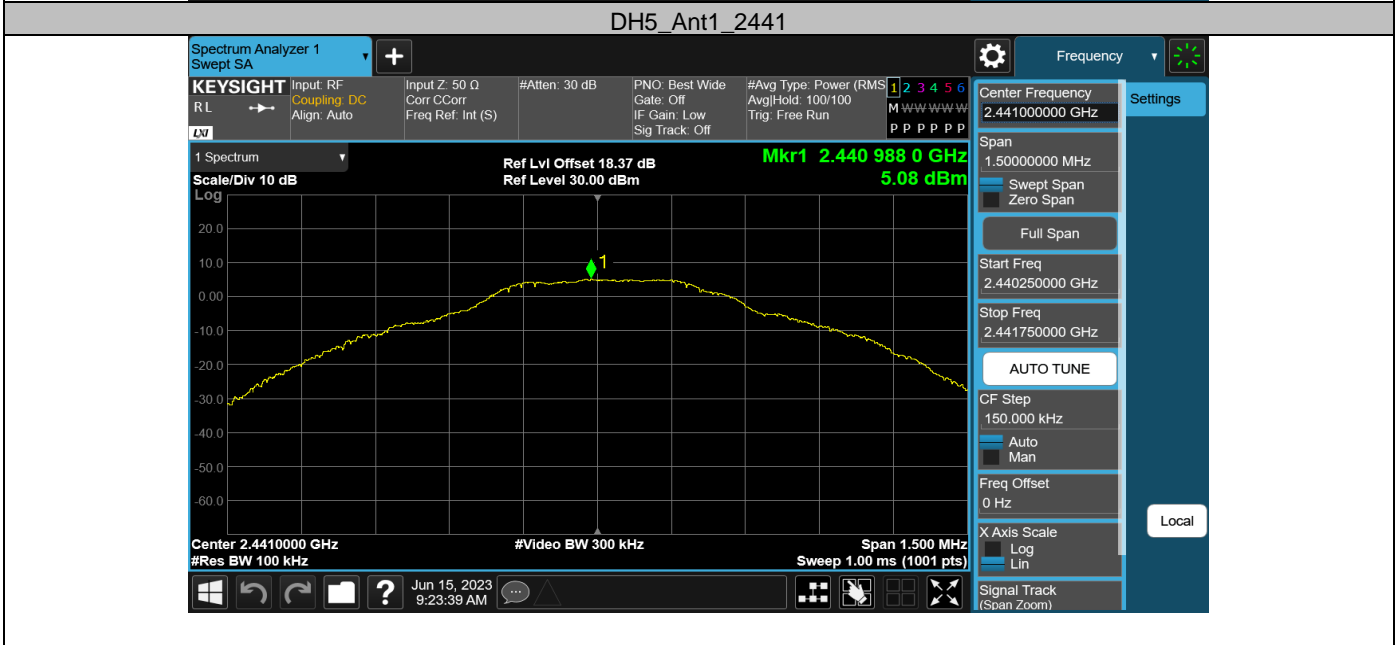 DH5_Ant1_2441
Spectrum Analyzer 1
Swept SA
+
Frequency
KEYSIGHT
R L
LXI
Input: RF
Coupling: DC
Align: Auto
Input Z: 50 Ω
Corr CCorr
Freq Ref: Int (S)
#Atten: 30 dB
PNO: Best Wide
Gate: Off
IF Gain: Low
Sig Track: Off
#Avg Type: Power (RMS
Avg|Hold: 100/100
Trig: Free Run
1 2 3 4 5 6
M W W W W W
P P P P P P
1 Spectrum
Scale/Div 10 dB
Log
Ref Lvl Offset 18.37 dB
Ref Level 30.00 dBm
Mkr1 2.440 988 0 GHz
5.08 dBm
20.0
10.0
0.00
-10.0
-20.0
-30.0
-40.0
-50.0
-60.0
1
Center 2.4410000 GHz
#Res BW 100 kHz
#Video BW 300 kHz
Span 1.500 MHz
Sweep 1.00 ms (1001 pts)
Center Frequency
2.441000000 GHz
Settings
Span
1.50000000 MHz
Swept Span
Zero Span
Full Span
Start Freq
2.440250000 GHz
Stop Freq
2.441750000 GHz
AUTO TUNE
CF Step
150.000 kHz
Auto
Man
Freq Offset
0 Hz
X Axis Scale
Log
Lin
Signal Track
(Span Zoom)
Local
?
Jun 15, 2023
9:23:39 AM